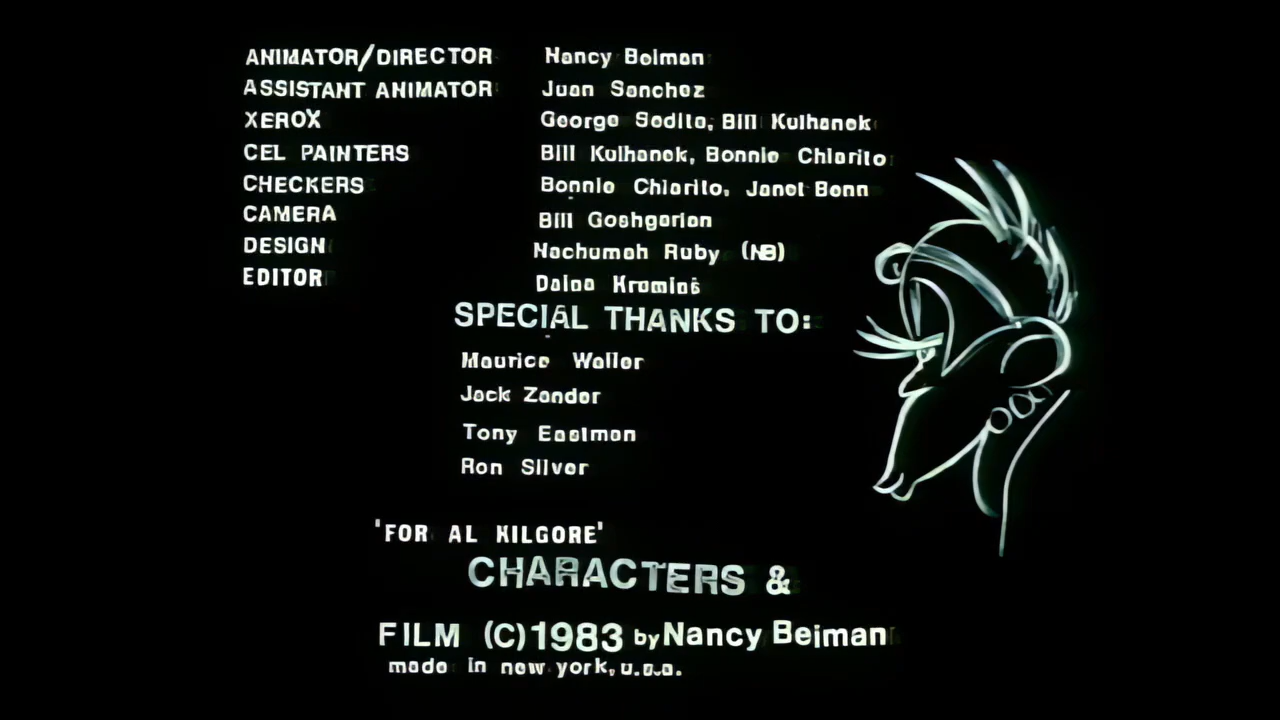 ANIMATOR/DIRECTOR Nancy Beiman
ASSISTANT ANIMATOR Juan Sanchez
XEROX George Sodito, Bill Kulhanek
CEL PAINTERS Bill Kulhanek, Bonnie Chiarito
CHECKERS Bonnie Chiarito, Janet Benn
CAMERA Bill Goshgarian
DESIGN Nachumah Ruby (NB)
EDITOR Daina Krumins
SPECIAL THANKS TO:
Maurice Waller
Jack Zander
Tony Eastman
Ron Silver
'FOR AL KILGORE'
CHARACTERS &
FILM (C)1983 by Nancy Beiman
made in new york, u.s.a.